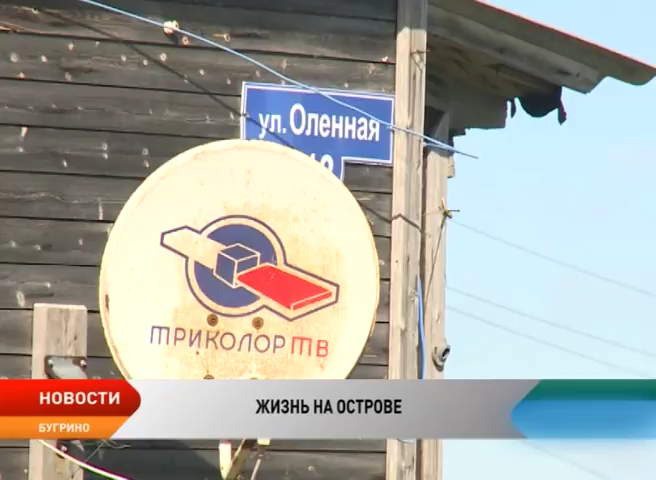 ул. Оленная
ТРИКОЛОР ТВ
НОВОСТИ
ЖИЗНЬ НА ОСТРОВЕ
БУГРИНО